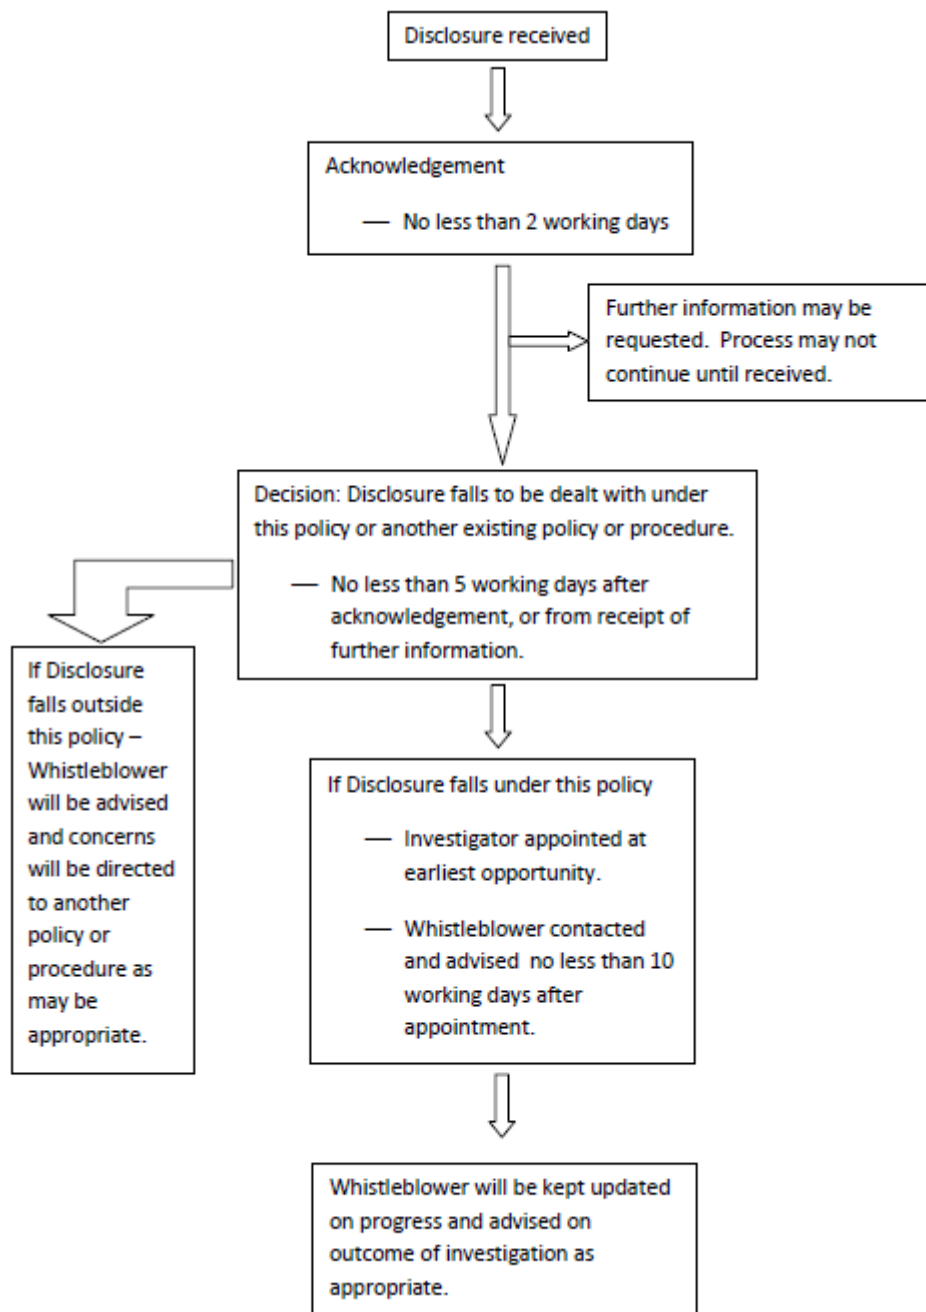 Disclosure received
Acknowledgement
— No less than 2 working days
Further information may be
requested.  Process may not
continue until received.
Decision: Disclosure falls to be dealt with under
this policy or another existing policy or procedure.
— No less than 5 working days after
acknowledgement, or from receipt of
further information.
If Disclosure
falls outside
this policy –
Whistleblower
will be advised
and concerns
will be directed
to another
policy or
procedure as
may be
appropriate.
If Disclosure falls under this policy
— Investigator appointed at
earliest opportunity.
— Whistleblower contacted
and advised  no less than 10
working days after
appointment.
Whistleblower will be kept updated
on progress and advised on
outcome of investigation as
appropriate.